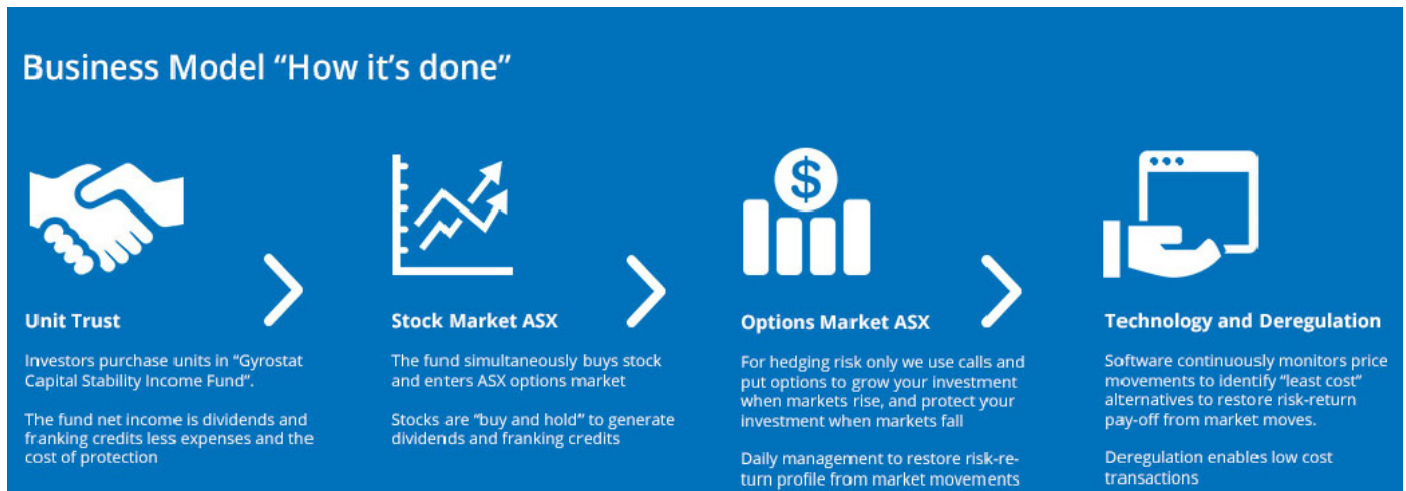 Business Model “How it’s done”
$
Unit Trust
Investors purchase units in “Gyrostat
Capital Stability Income Fund”.
The fund net income is dividends and
franking credits less expenses and the
cost of protection
Stock Market ASX
The fund simultaneously buys stock
and enters ASX options market
Stocks are “buy and hold” to generate
dividends and franking credits
Options Market ASX
For hedging risk only we use calls and
put options to grow your investment
when markets rise, and protect your
investment when markets fall
Daily management to restore risk-re-
turn profile from market movements
Technology and Deregulation
Software continuously monitors price
movements to identify “least cost”
alternatives to restore risk-return
pay-off from market moves.
Deregulation enables low cost
transactions